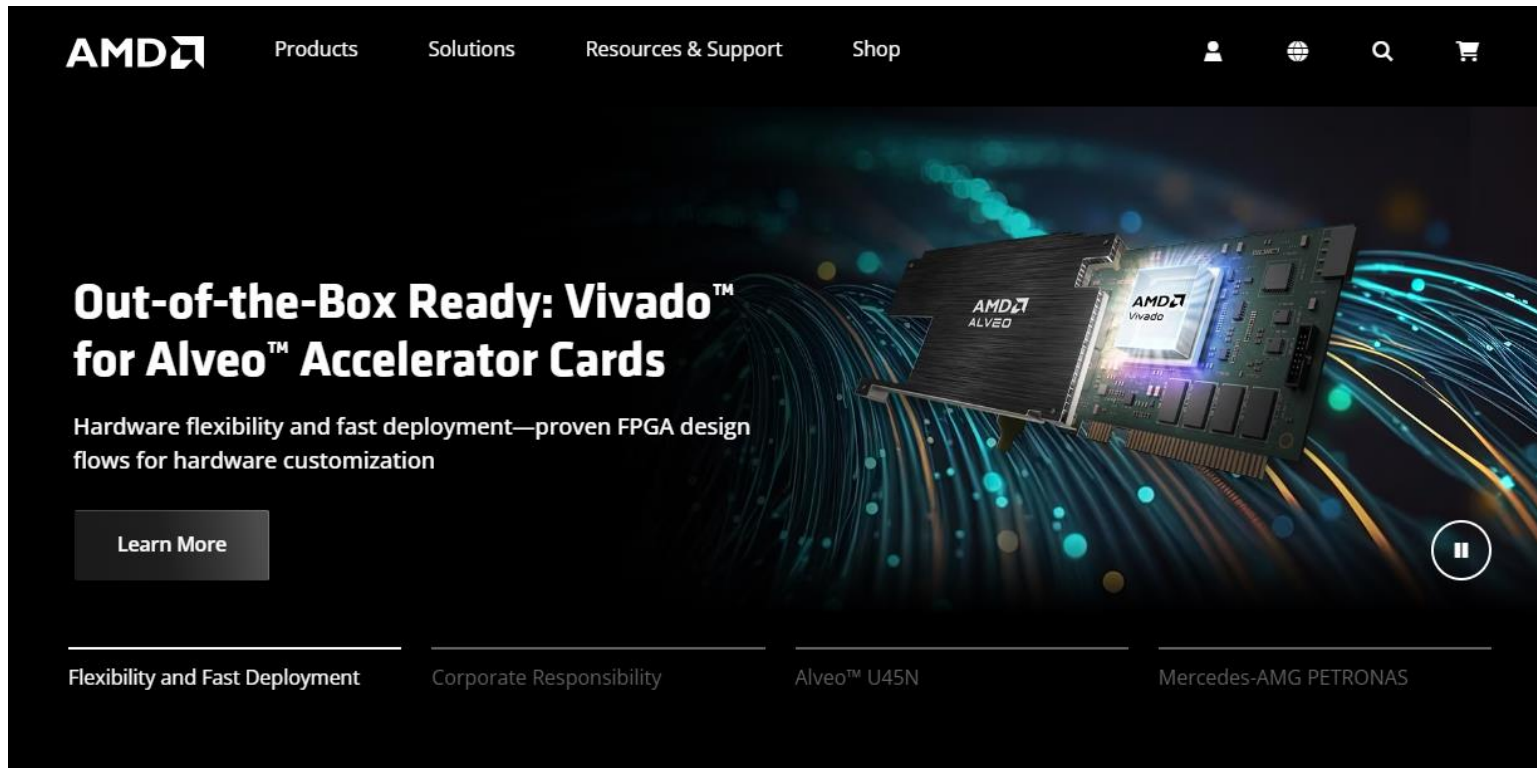 AMD
Products
Solutions
Resources & Support
Shop
Out-of-the-Box Ready: Vivado™
for Alveo™ Accelerator Cards
Hardware flexibility and fast deployment—proven FPGA design
flows for hardware customization
Learn More
AMD
ALVEO
AMD
Vivado
Flexibility and Fast Deployment
Corporate Responsibility
Alveo™ U45N
Mercedes-AMG PETRONAS